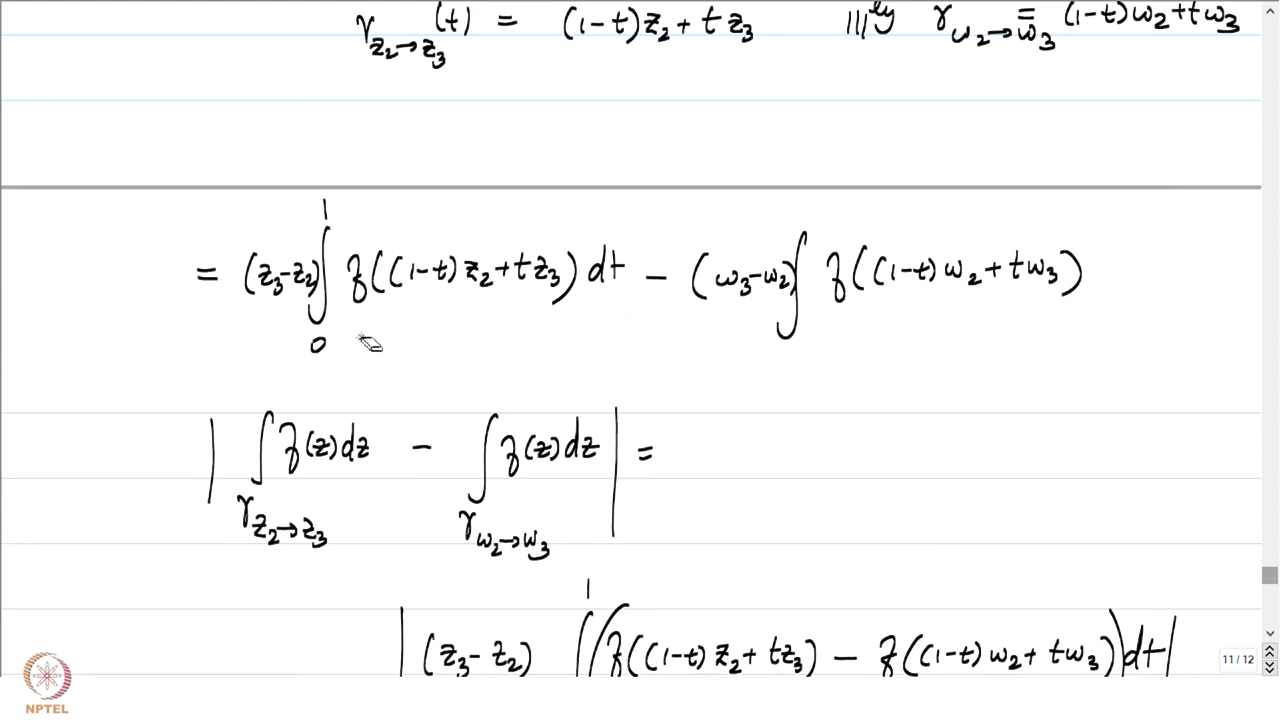 γ_{z₂→z₃}(t) = (1-t)z₂ + t z₃   |||ly γ_{ω₂→ω₃} = (1-t)ω₂ + tω₃
= (z₃-z₂) ∫₀¹ f((1-t)z₂ + tz₃) dt - (ω₃-ω₂) ∫ f((1-t)ω₂ + tω₃)
| ∫_{γ_{z₂→z₃}} f(z)dz - ∫_{γ_{ω₂→ω₃}} f(z)dz | =
| (z₃-z₂) ∫¹ (f((1-t)z₂ + tz₃) - f((1-t)ω₂ + tω₃)) dt |
11 / 12
NPTEL